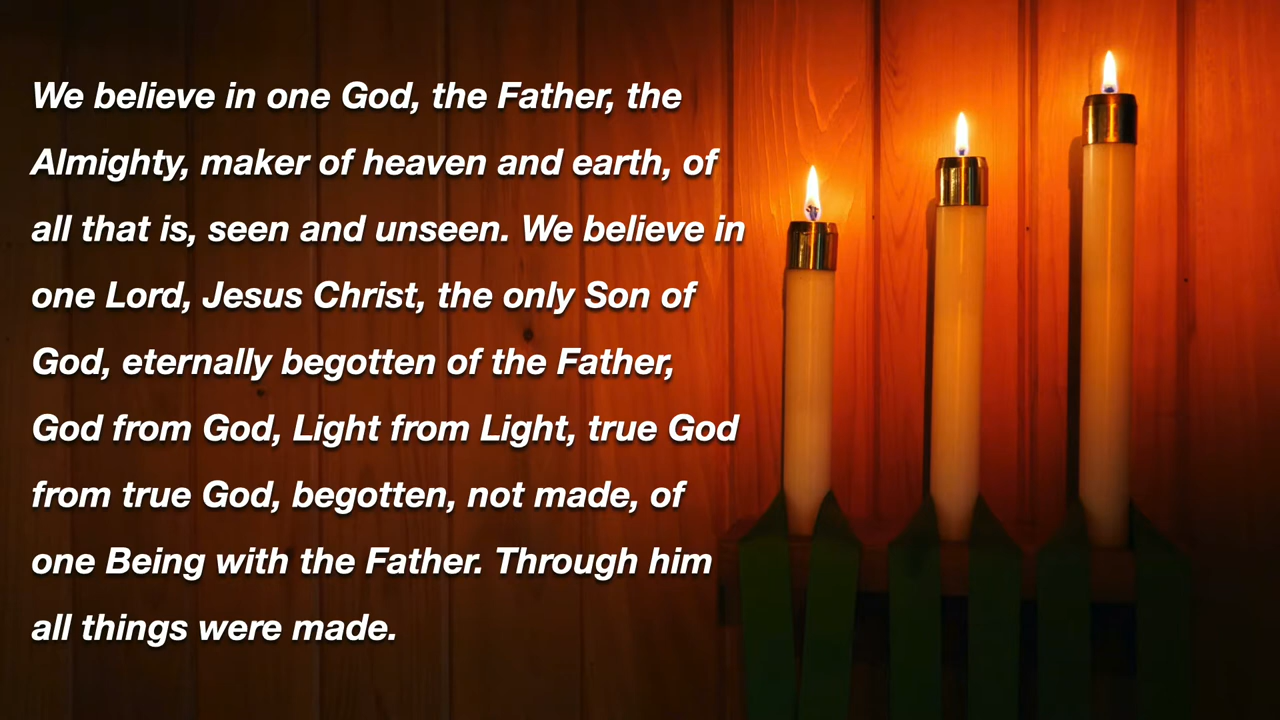 We believe in one God, the Father, the
Almighty, maker of heaven and earth, of
all that is, seen and unseen. We believe in
one Lord, Jesus Christ, the only Son of
God, eternally begotten of the Father,
God from God, Light from Light, true God
from true God, begotten, not made, of
one Being with the Father. Through him
all things were made.